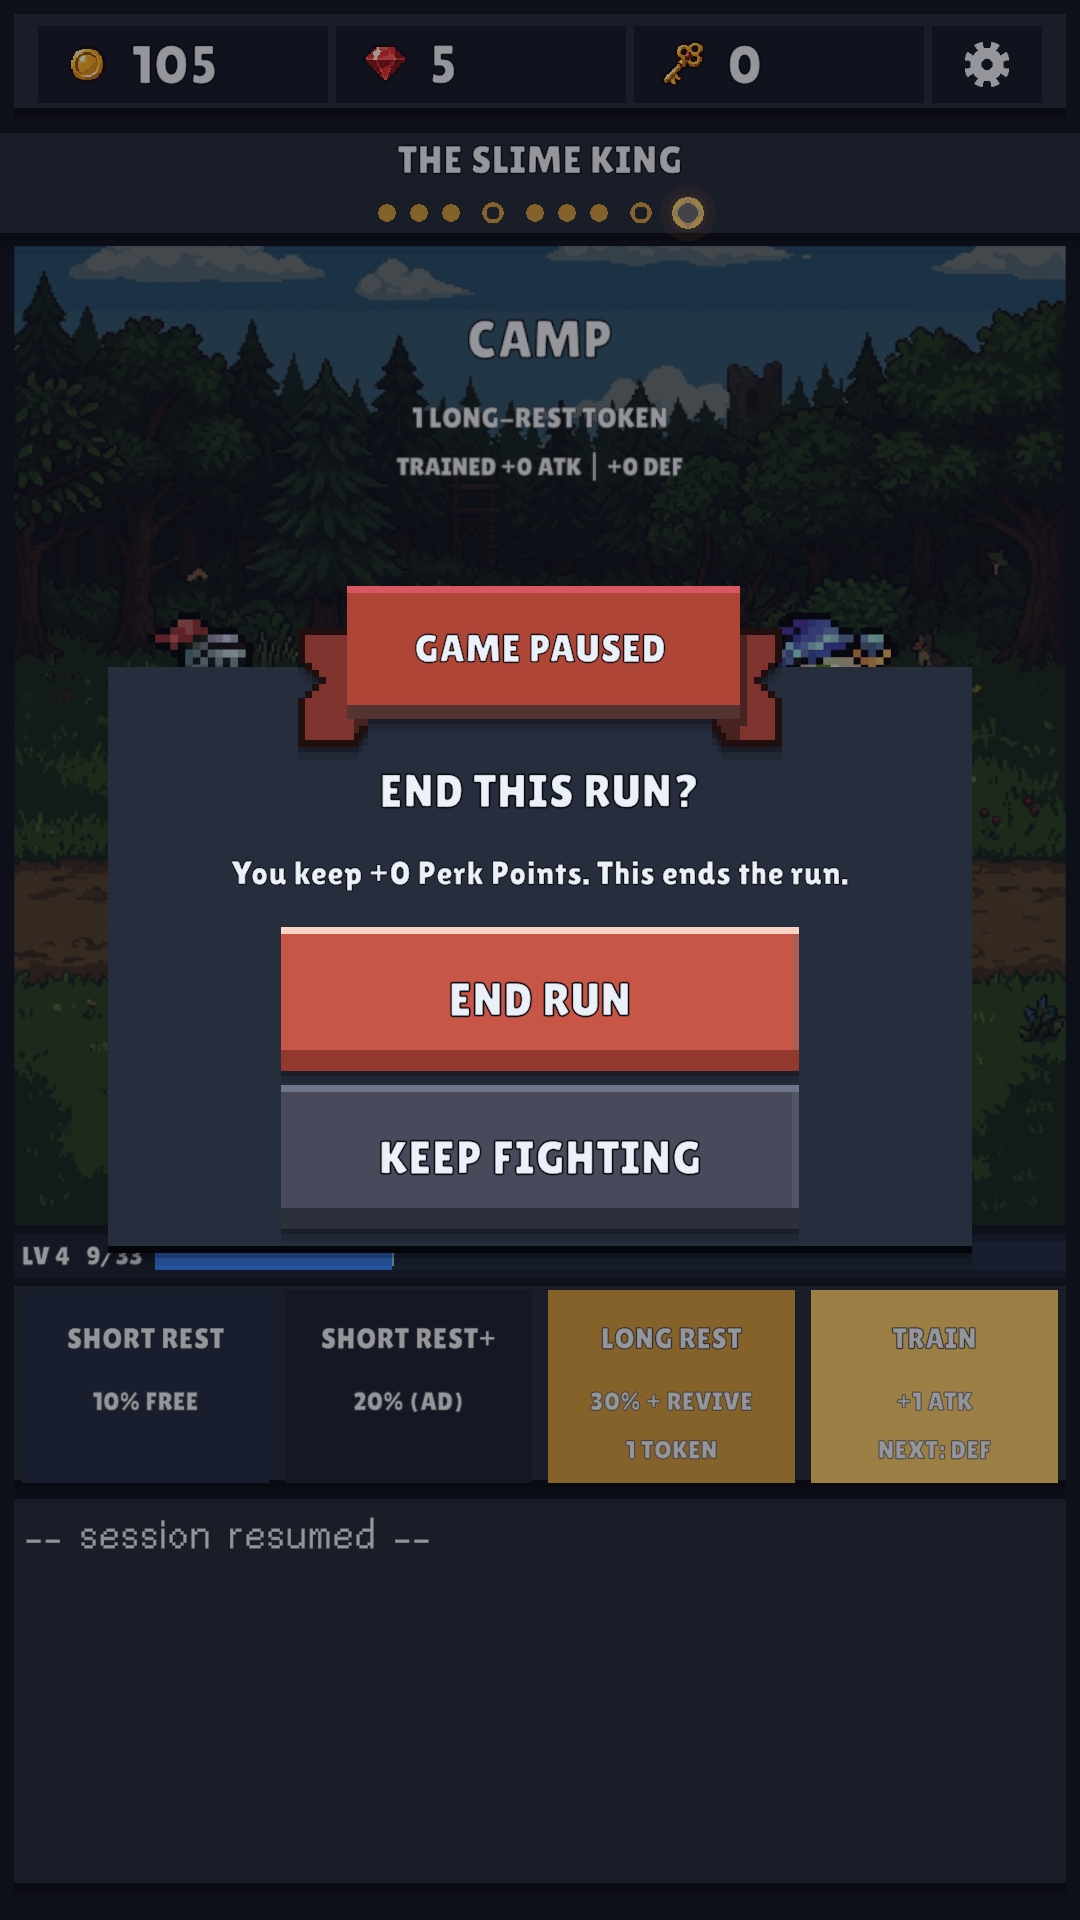 105
5
0
THE SLIME KING
CAMP
1 LONG-REST TOKEN
TRAINED +0 ATK | +0 DEF
GAME PAUSED
END THIS RUN?
You keep +0 Perk Points. This ends the run.
END RUN
KEEP FIGHTING
LV 4 9/33
SHORT REST
10% FREE
SHORT REST+
20% (AD)
LONG REST
30% + REVIVE
1 TOKEN
TRAIN
+1 ATK
NEXT: DEF
-- session resumed --